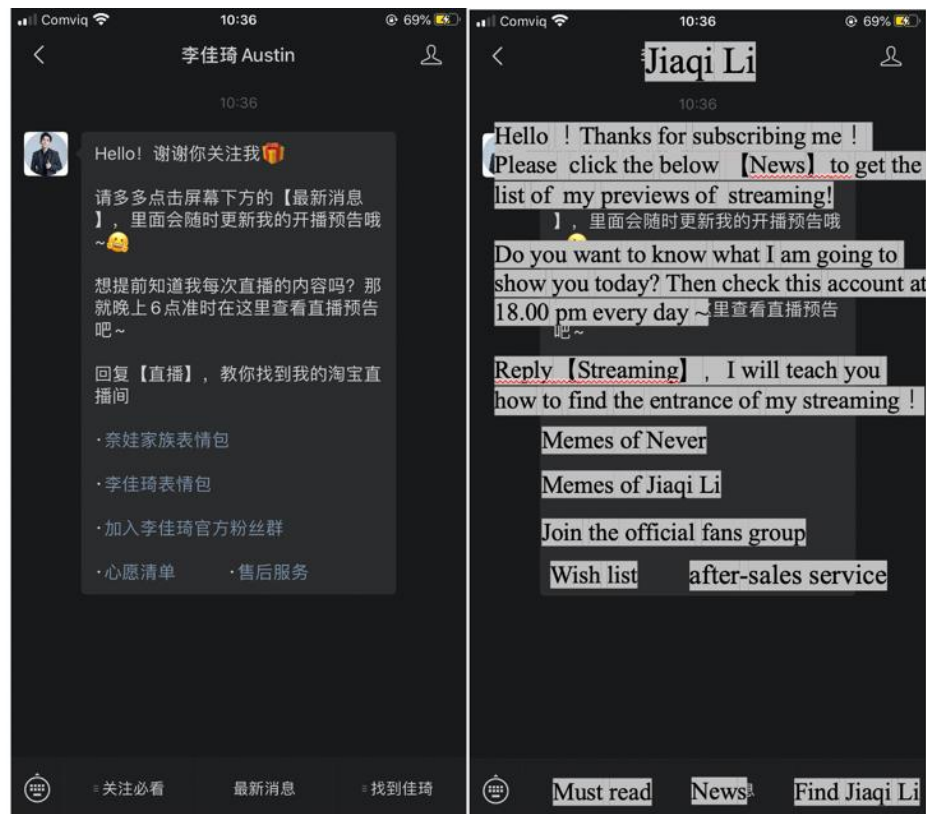 Comviq
10:36
69%
李佳琦 Austin
10:36
Hello! 谢谢你关注我🎁
请多多点击屏幕下方的【最新消息
】，里面会随时更新我的开播预告哦
~🤗
想提前知道我每次直播的内容吗？那
就晚上6点准时在这里查看直播预告
吧~
回复【直播】，教你找到我的淘宝直
播间
·奈娃家族表情包
·李佳琦表情包
·加入李佳琦官方粉丝群
·心愿清单 ·售后服务
关注必看
最新消息
找到佳琦
Comviq
10:36
69%
Jiaqi Li
10:36
Hello ！Thanks for subscribing me！
Please click the below 【News】 to get the
list of my previews of streaming!
】，里面会随时更新我的开播预告哦
Do you want to know what I am going to
show you today? Then check this account at
18.00 pm every day ~里查看直播预告
吧~
Reply【Streaming】, I will teach you
how to find the entrance of my streaming！
Memes of Never
Memes of Jiaqi Li
Join the official fans group
Wish list after-sales service
Must read
News
Find Jiaqi Li